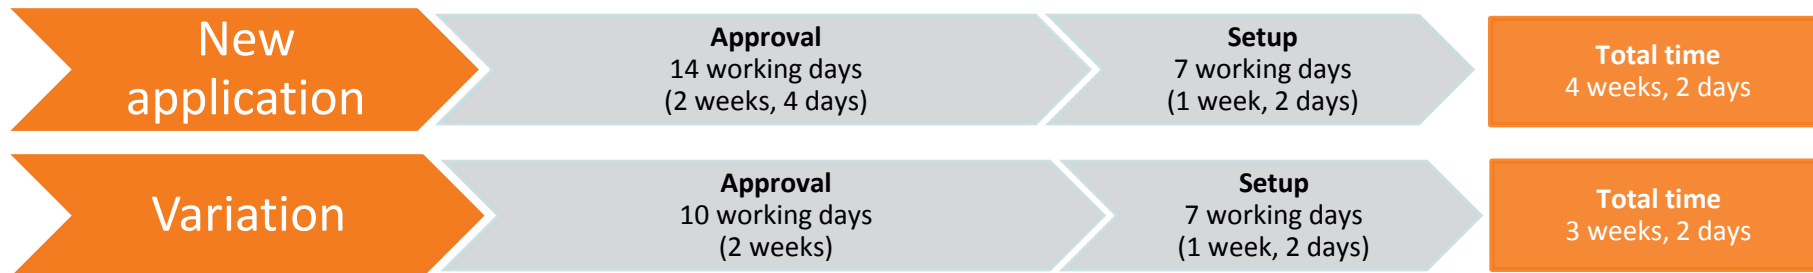 New
application
Approval
14 working days
(2 weeks, 4 days)
Setup
7 working days
(1 week, 2 days)
Total time
4 weeks, 2 days
Variation
Approval
10 working days
(2 weeks)
Setup
7 working days
(1 week, 2 days)
Total time
3 weeks, 2 days